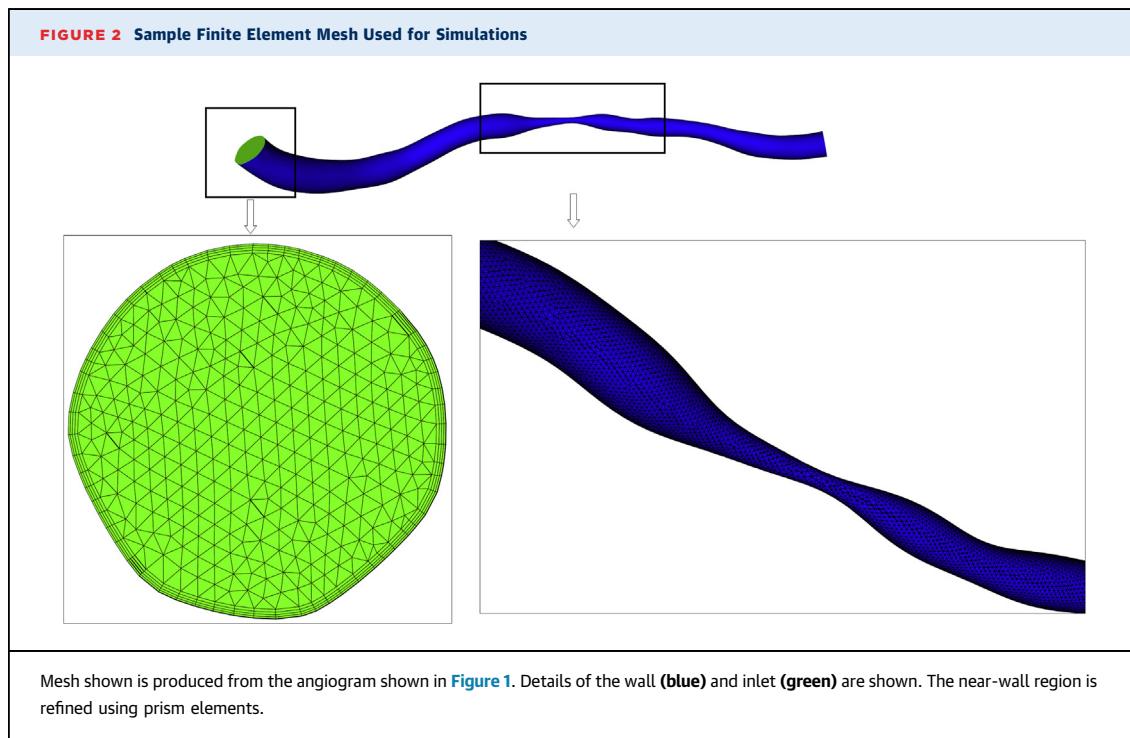 FIGURE 2 Sample Finite Element Mesh Used for Simulations
Mesh shown is produced from the angiogram shown in Figure 1. Details of the wall (blue) and inlet (green) are shown. The near-wall region is
refined using prism elements.